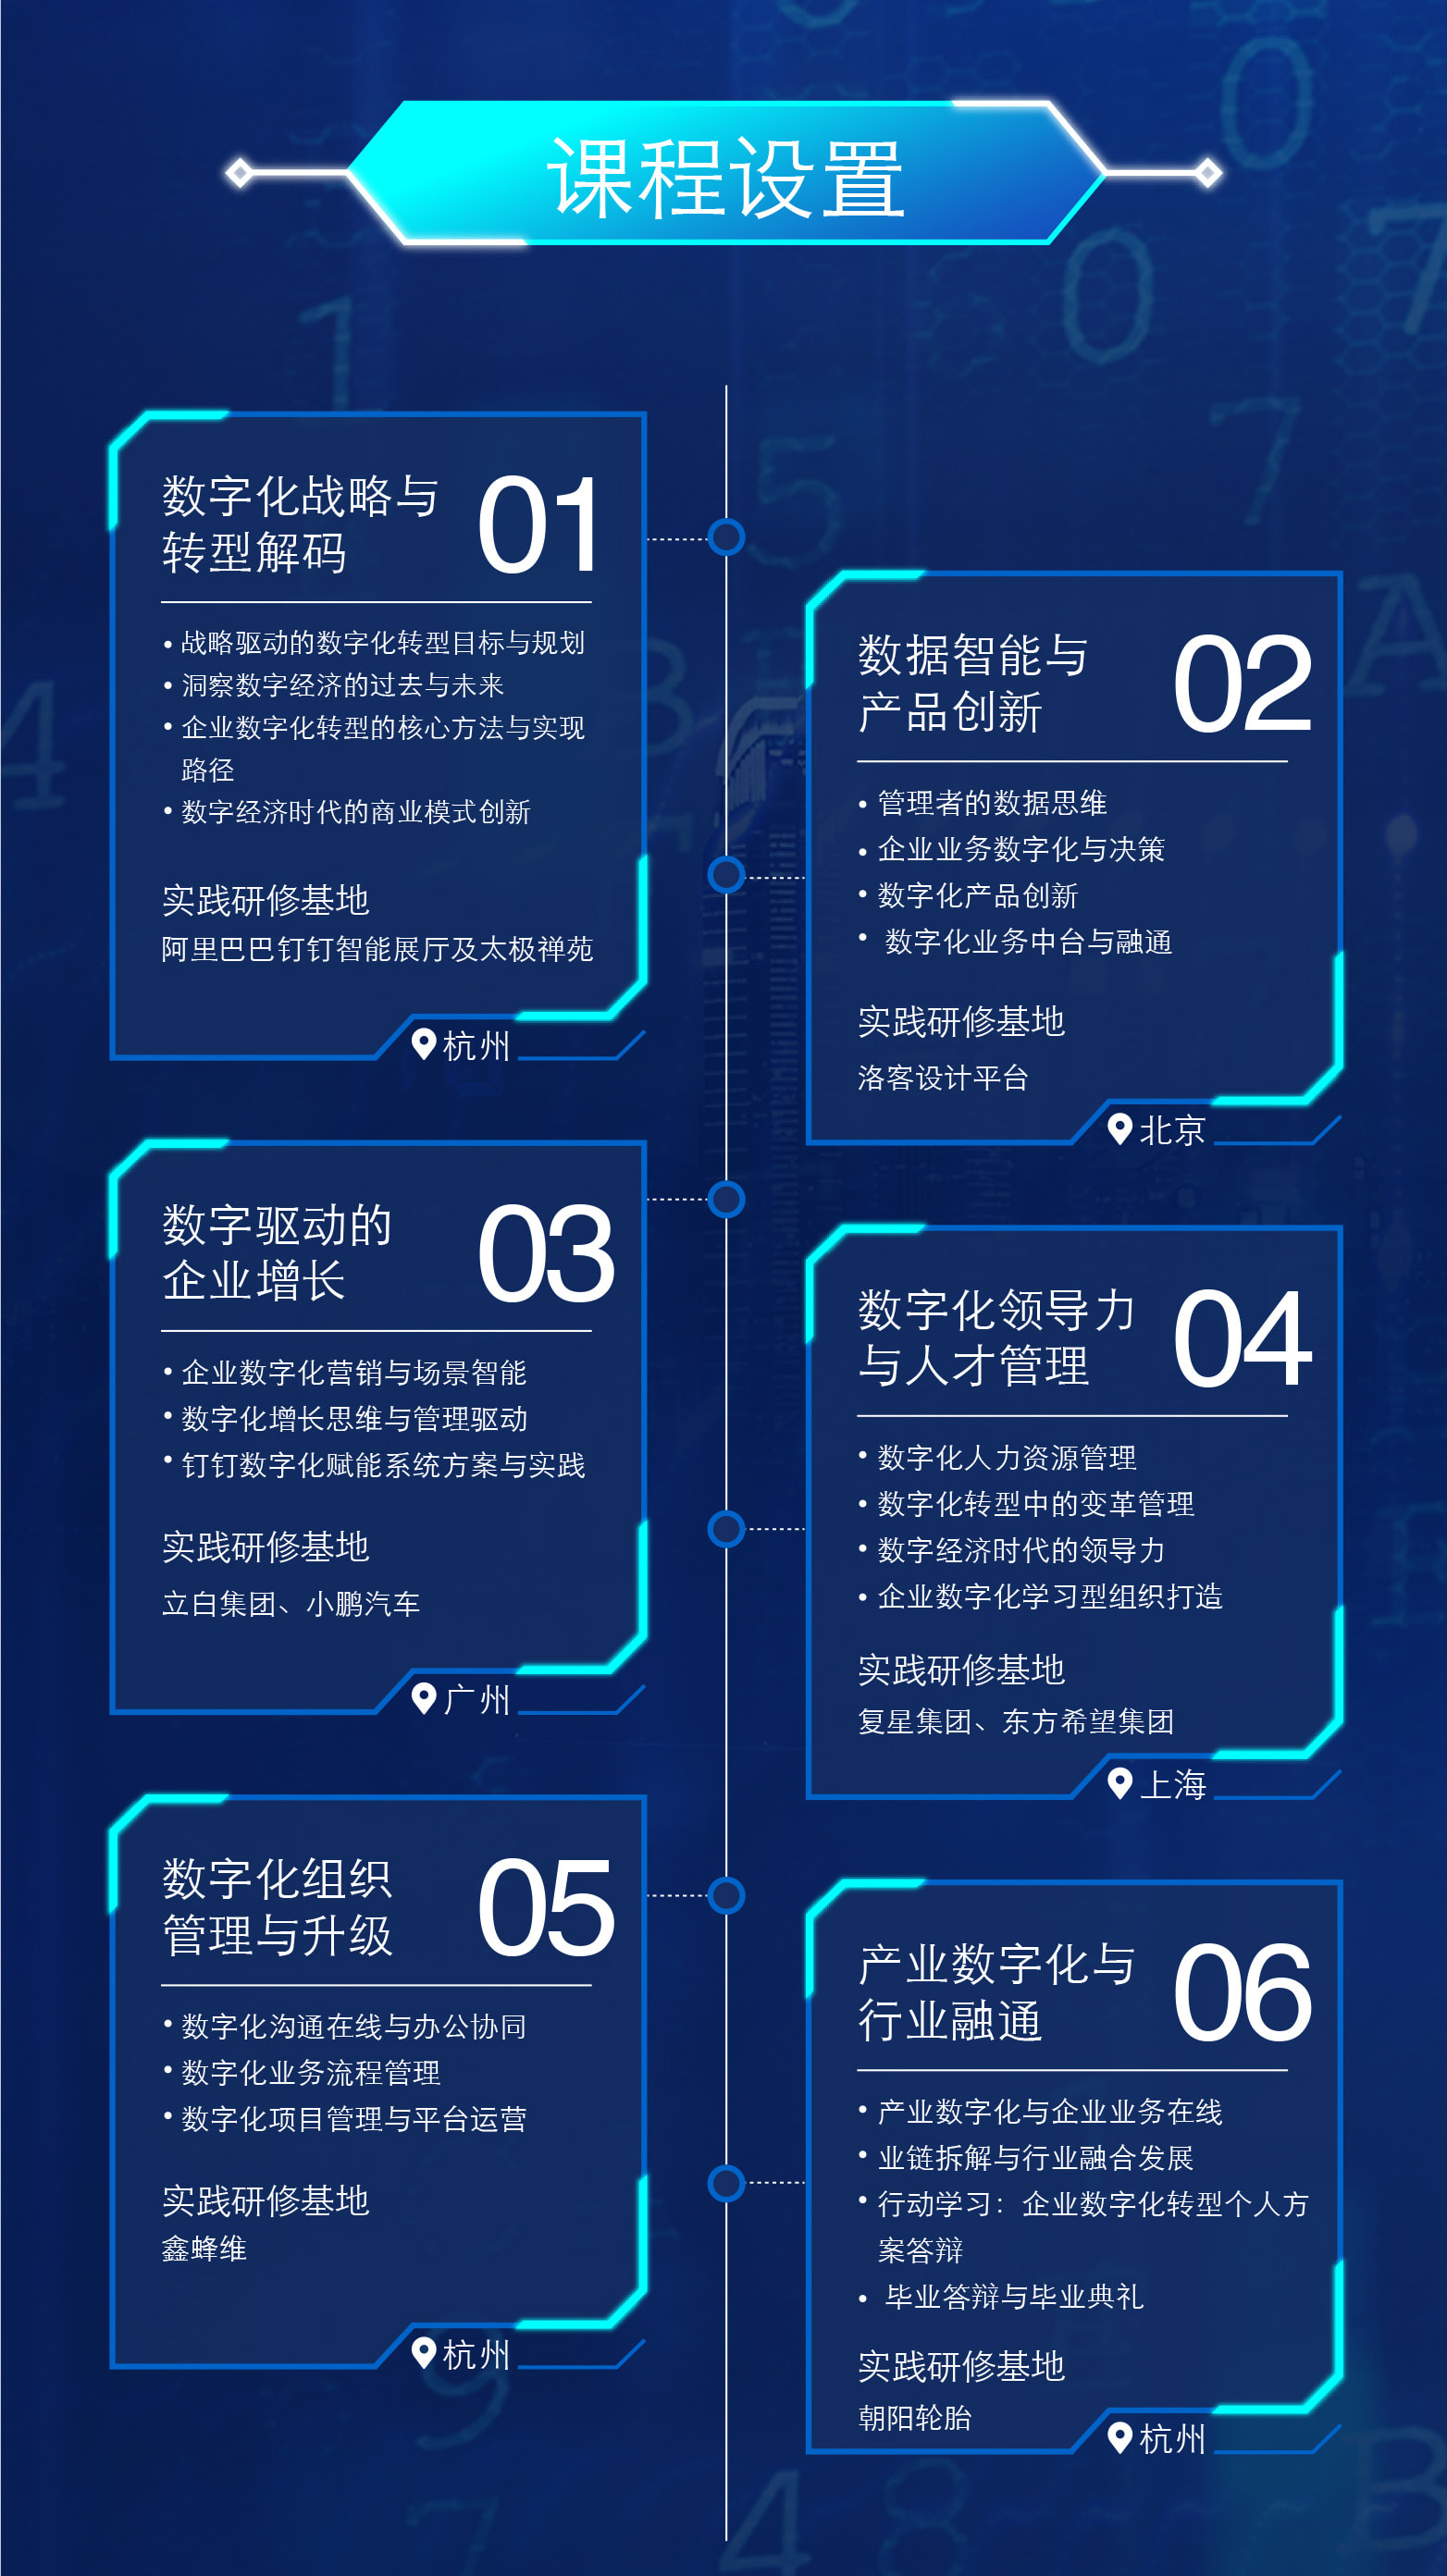 课程设置
数字化战略与
转型解码
01
• 战略驱动的数字化转型目标与规划
• 洞察数字经济的过去与未来
• 企业数字化转型的核心方法与实现
路径
• 数字经济时代的商业模式创新
实践研修基地
阿里巴巴钉钉智能展厅及太极禅苑
杭州
数据智能与
产品创新
02
• 管理者的数据思维
• 企业业务数字化与决策
• 数字化产品创新
• 数字化业务中台与融通
实践研修基地
洛客设计平台
北京
数字驱动的
企业增长
03
• 企业数字化营销与场景智能
• 数字化增长思维与管理驱动
• 钉钉数字化赋能系统方案与实践
实践研修基地
立白集团、小鹏汽车
广州
数字化领导力
与人才管理
04
• 数字化人力资源管理
• 数字化转型中的变革管理
• 数字经济时代的领导力
• 企业数字化学习型组织打造
实践研修基地
复星集团、东方希望集团
上海
数字化组织
管理与升级
05
• 数字化沟通在线与办公协同
• 数字化业务流程管理
• 数字化项目管理与平台运营
实践研修基地
鑫蜂维
杭州
产业数字化与
行业融通
06
• 产业数字化与企业业务在线
• 业链拆解与行业融合发展
• 行动学习：企业数字化转型个人方
案答辩
• 毕业答辩与毕业典礼
实践研修基地
朝阳轮胎
杭州